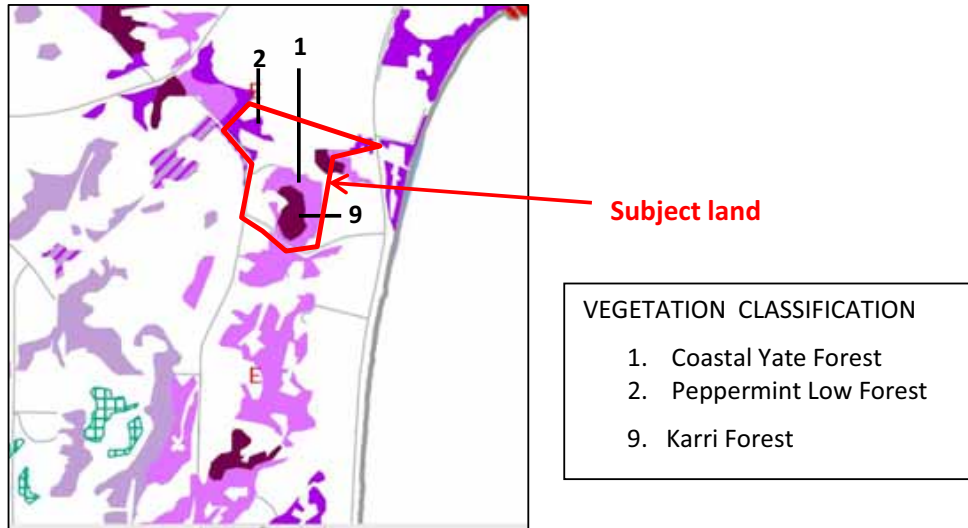 1
2
E
9
Subject land
VEGETATION CLASSIFICATION
1. Coastal Yate Forest
2. Peppermint Low Forest
9. Karri Forest
E